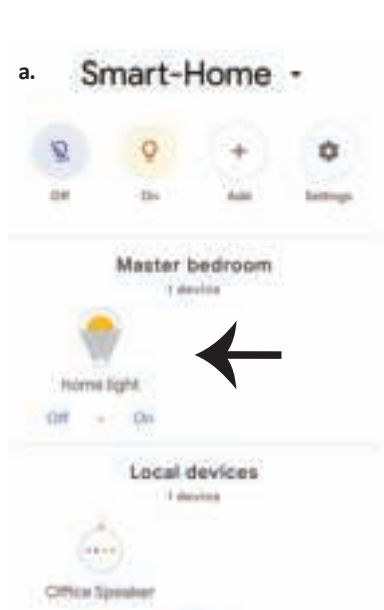 a.
Smart-Home
Off On Add Settings
Master bedroom
1 device
home light
Off - On
Local devices
1 device
Office Speaker